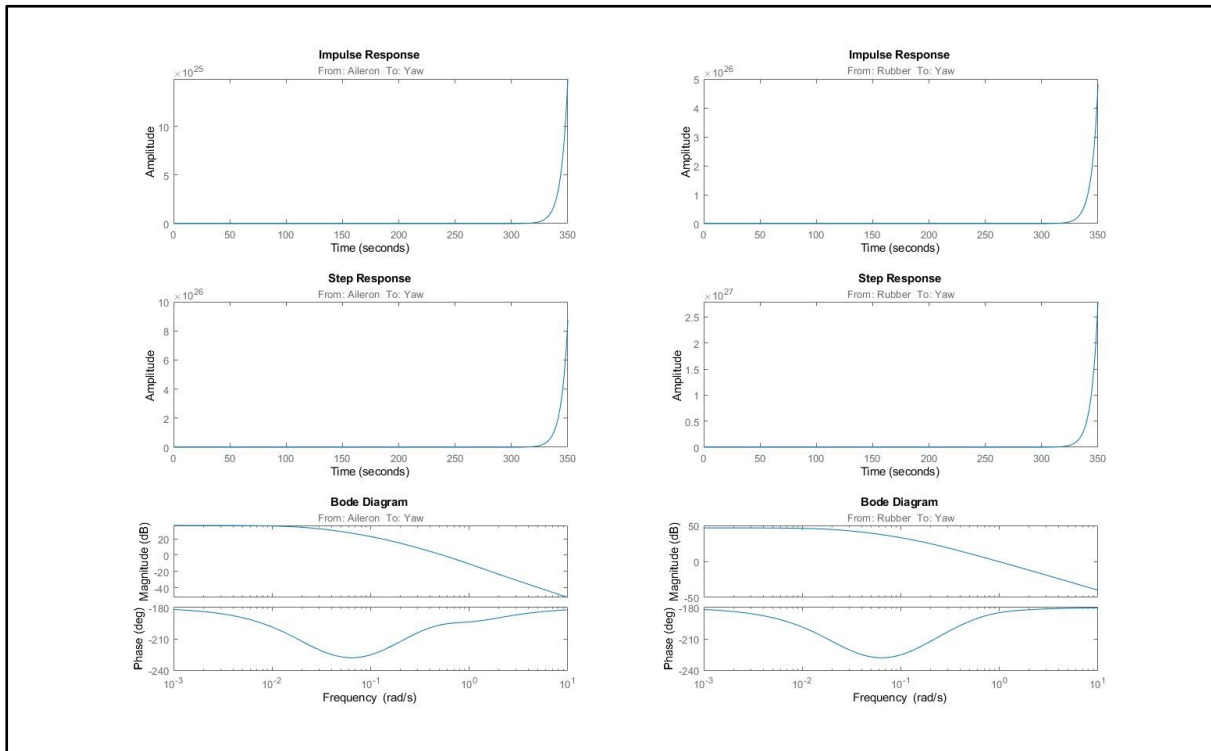 Impulse Response
From: Aileron To: Yaw
×10^25
Amplitude
10
5
0
0 50 100 150 200 250 300 350
Time (seconds)
Impulse Response
From: Rubber To: Yaw
×10^26
Amplitude
5
4
3
2
1
0
0 50 100 150 200 250 300 350
Time (seconds)
Step Response
From: Aileron To: Yaw
×10^26
Amplitude
10
8
6
4
2
0
0 50 100 150 200 250 300 350
Time (seconds)
Step Response
From: Rubber To: Yaw
×10^27
Amplitude
2.5
2
1.5
1
0.5
0
0 50 100 150 200 250 300 350
Time (seconds)
Bode Diagram
From: Aileron To: Yaw
Magnitude (dB)
20
0
-20
-40
Phase (deg)
-180
-210
-240
10^-3 10^-2 10^-1 10^0 10^1
Frequency (rad/s)
Bode Diagram
From: Rubber To: Yaw
Magnitude (dB)
50
0
-50
Phase (deg)
-180
-210
-240
10^-3 10^-2 10^-1 10^0 10^1
Frequency (rad/s)